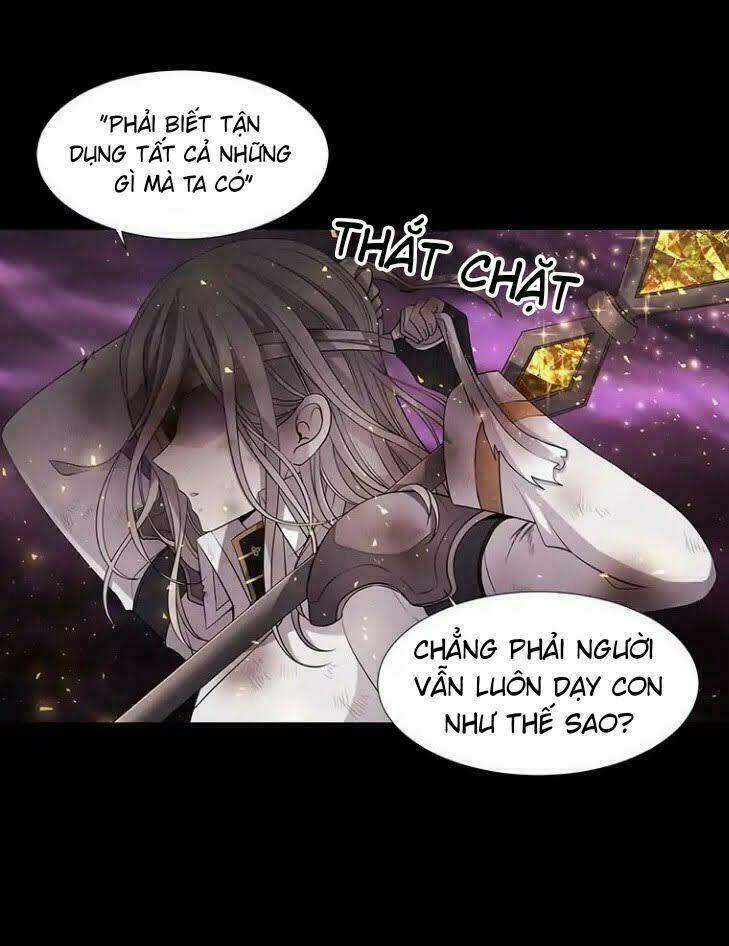 "PHẢI BIẾT TẬN
DỤNG TẤT CẢ NHỮNG
GÌ MÀ TA CÓ"
THẮT CHẶT
CHẲNG PHẢI NGƯỜI
VẪN LUÔN DẠY CON
NHƯ THẾ SAO?